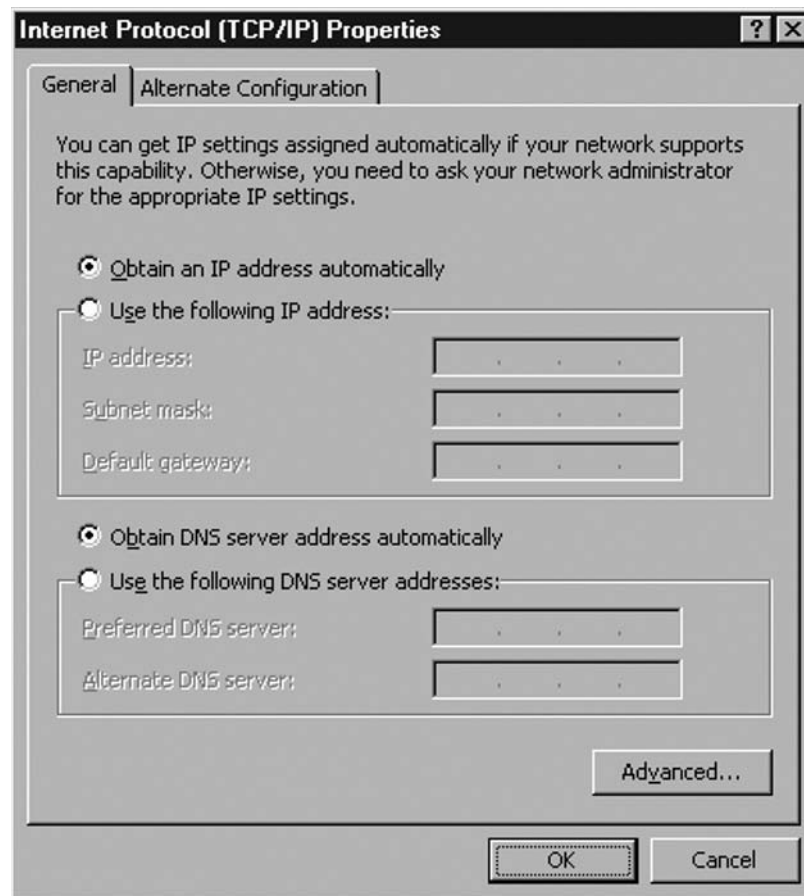 Internet Protocol (TCP/IP) Properties
General
Alternate Configuration
You can get IP settings assigned automatically if your network supports
this capability. Otherwise, you need to ask your network administrator
for the appropriate IP settings.
Obtain an IP address automatically
Use the following IP address:
IP address:
Subnet mask:
Default gateway:
Obtain DNS server address automatically
Use the following DNS server addresses:
Preferred DNS server:
Alternate DNS server:
Advanced...
OK
Cancel